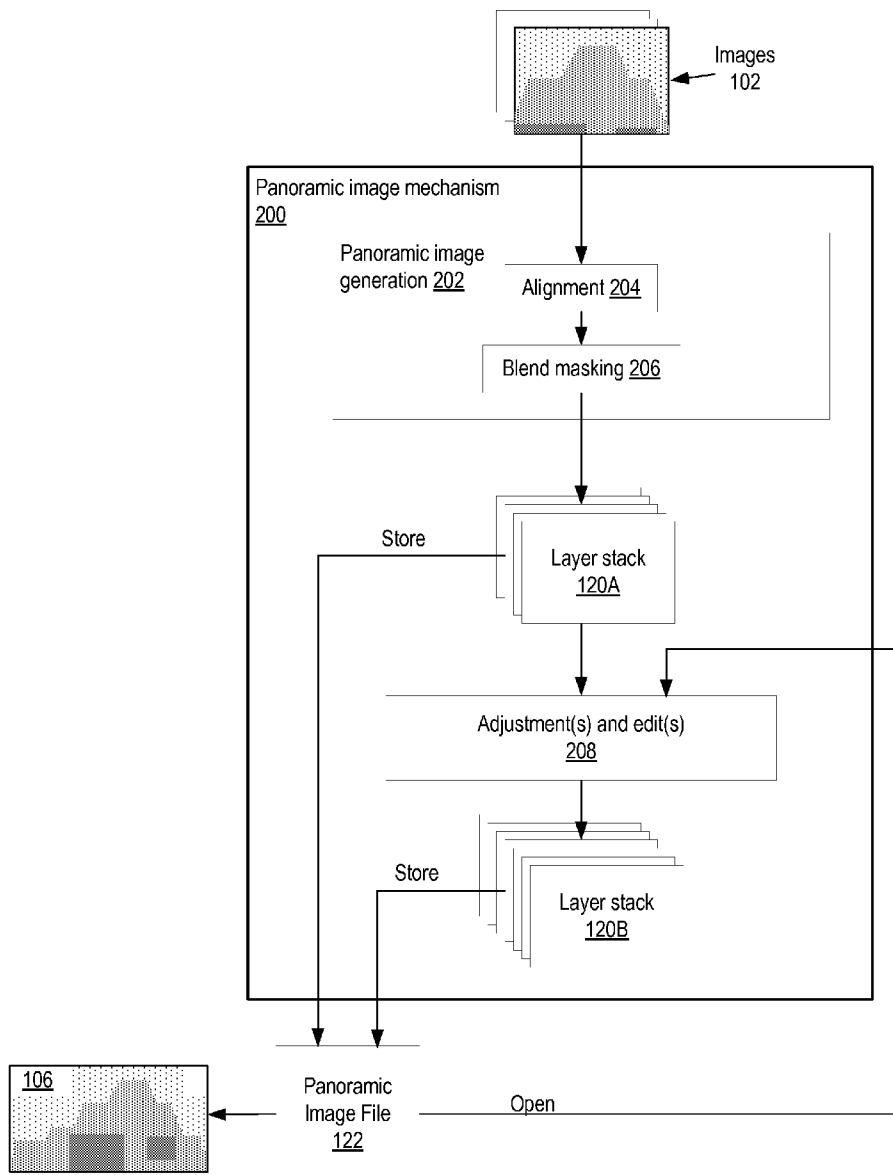 Images
102
Panoramic image mechanism
200
Panoramic image
generation 202
Alignment 204
Blend masking 206
Store
Layer stack
120A
Adjustment(s) and edit(s)
208
Store
Layer stack
120B
106
Panoramic
Image File
122
Open